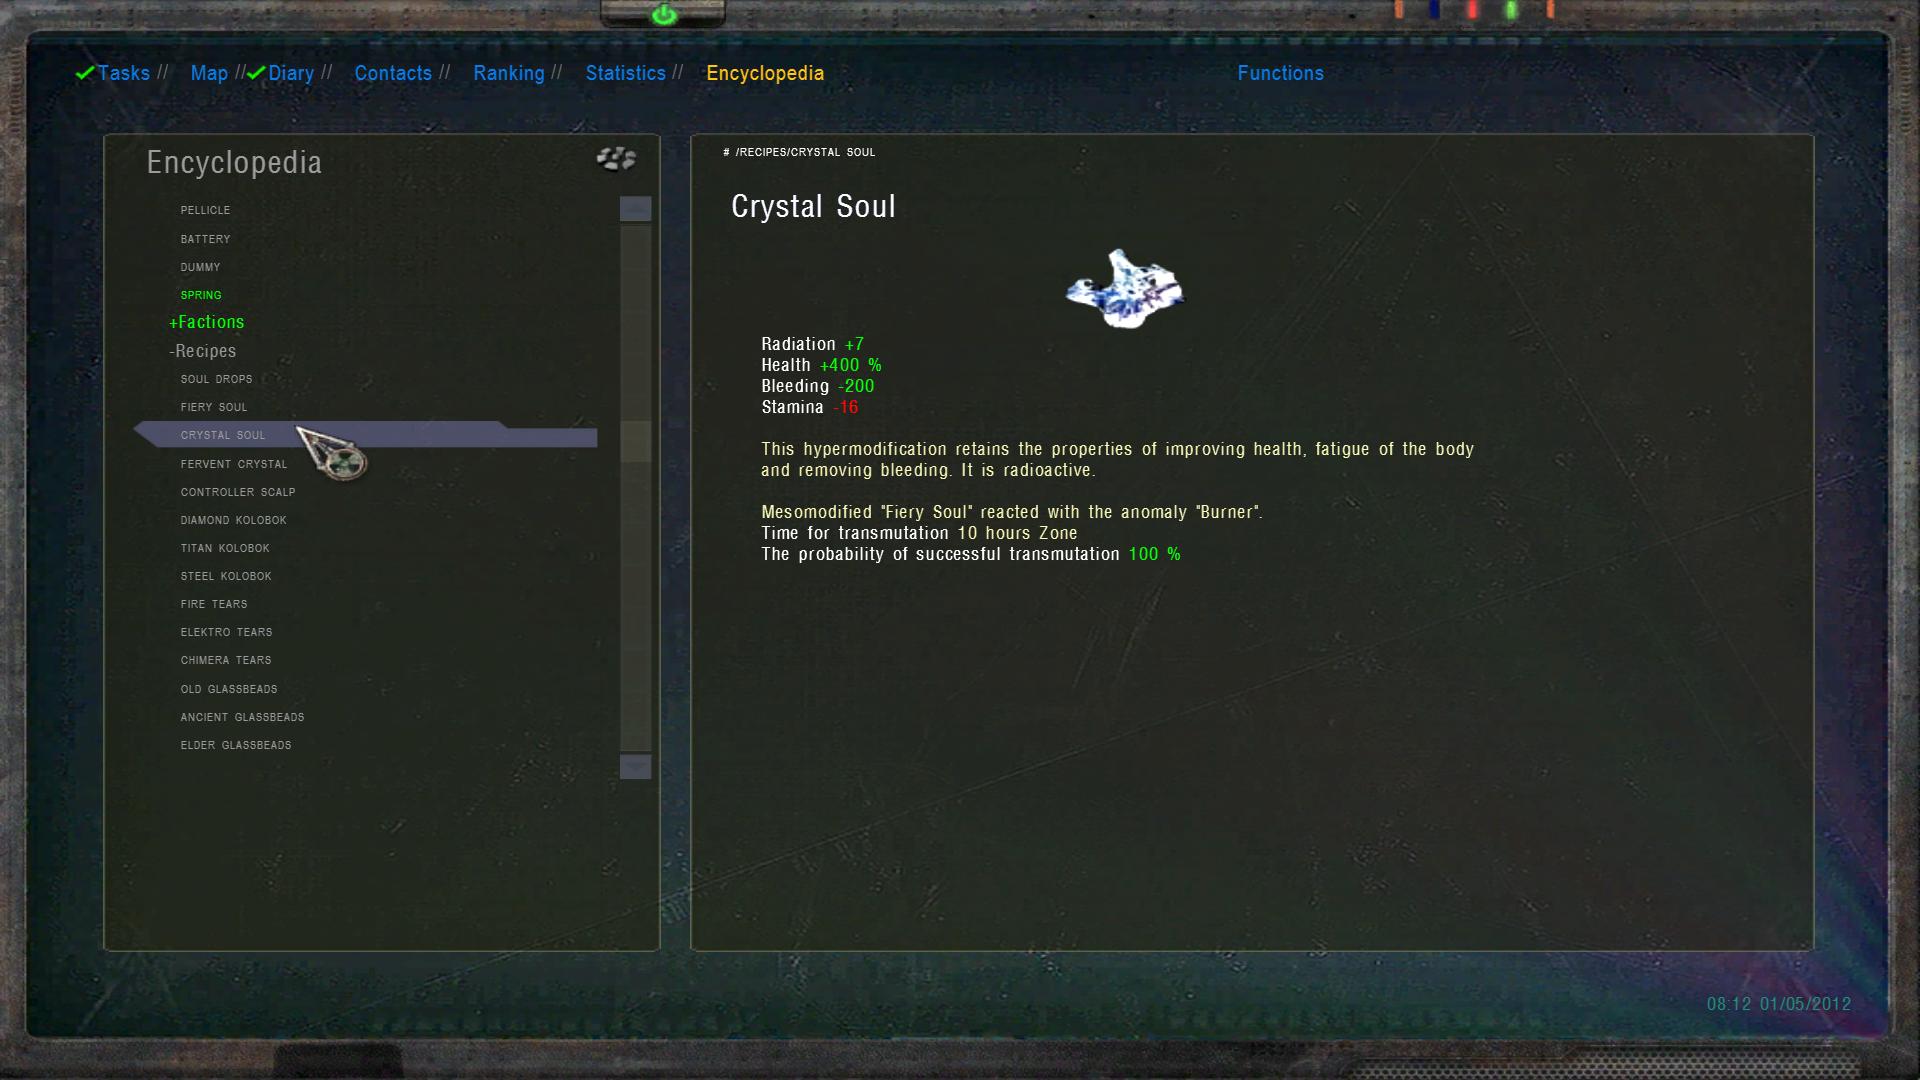 Tasks // Map // Diary // Contacts // Ranking // Statistics // Encyclopedia Functions
Encyclopedia
PELLICLE
BATTERY
DUMMY
SPRING
+Factions
-Recipes
SOUL DROPS
FIERY SOUL
CRYSTAL SOUL
FERVENT CRYSTAL
CONTROLLER SCALP
DIAMOND KOLOBOK
TITAN KOLOBOK
STEEL KOLOBOK
FIRE TEARS
ELEKTRO TEARS
CHIMERA TEARS
OLD GLASSBEADS
ANCIENT GLASSBEADS
ELDER GLASSBEADS
# /RECIPES/CRYSTAL SOUL
Crystal Soul
Radiation +7
Health +400 %
Bleeding -200
Stamina -16
This hypermodification retains the properties of improving health, fatigue of the body
and removing bleeding. It is radioactive.
Mesomodified "Fiery Soul" reacted with the anomaly "Burner".
Time for transmutation 10 hours Zone
The probability of successful transmutation 100 %
08:12 01/05/2012